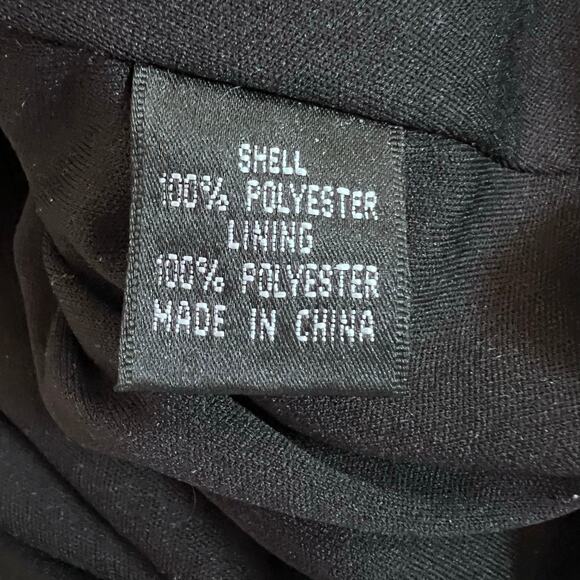 SHELL
100% POLYESTER
LINING
100% POLYESTER
MADE IN CHINA